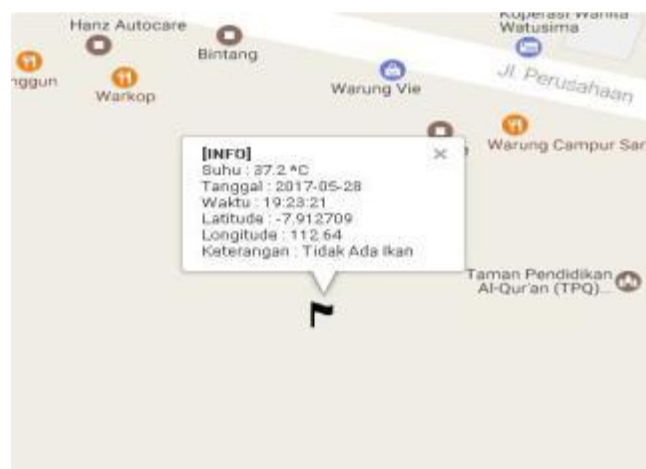 Koperasi Wanita
Watusima
Hanz Autocare
Bintang
nggun
Warkop
Warung Vie
Jl. Perusahaan
Warung Campur Sar
[INFO]
Suhu : 37.2 °C
Tanggal : 2017-05-28
Waktu : 19:23:21
Latitude : -7.912709
Longitude : 112.64
Keterangan : Tidak Ada Ikan
Taman Pendidikan
Al-Qur'an (TPQ)...